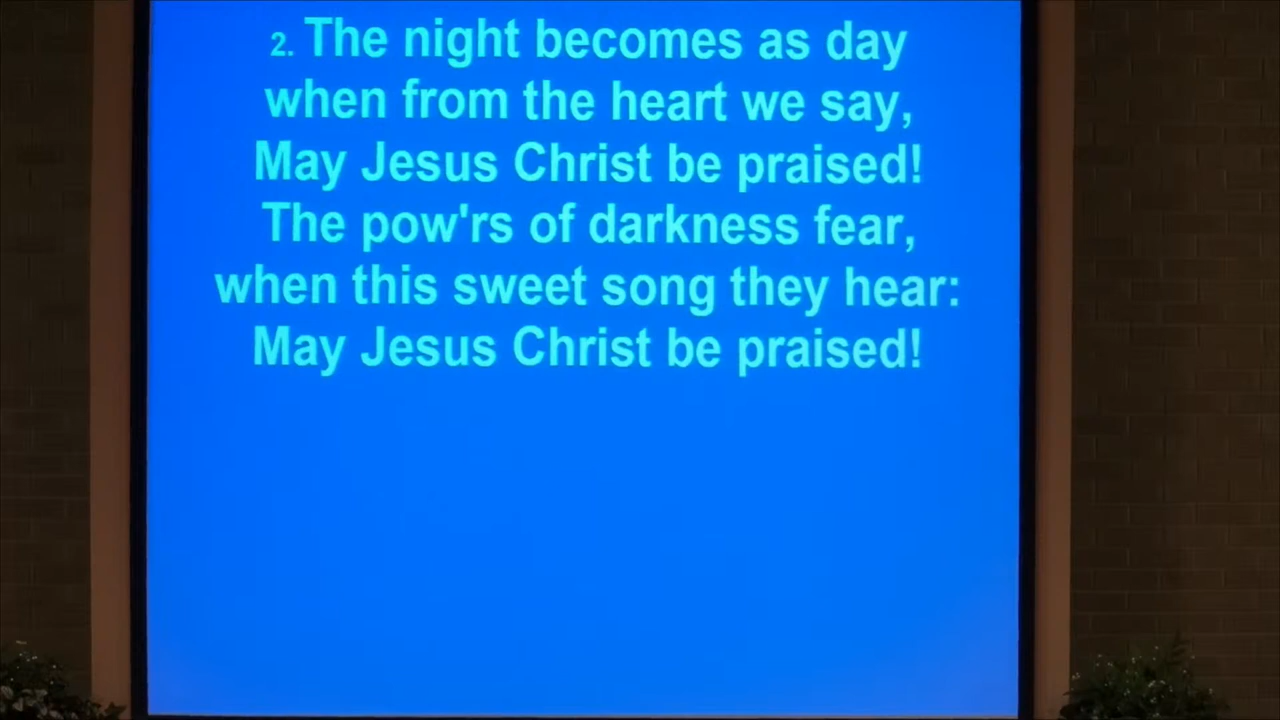 2. The night becomes as day
when from the heart we say,
May Jesus Christ be praised!
The pow'rs of darkness fear,
when this sweet song they hear:
May Jesus Christ be praised!